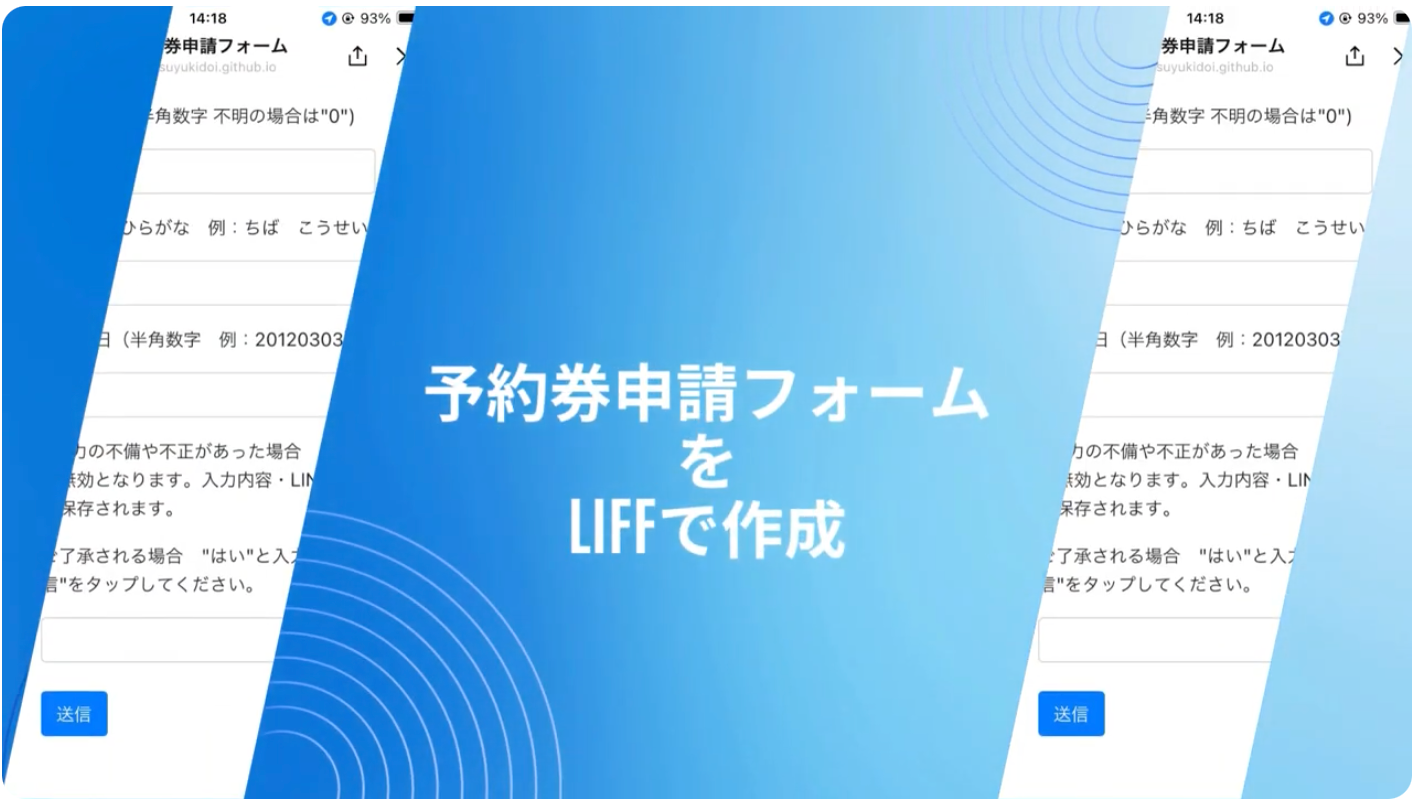 14:18
93%
券申請フォーム
suyukidoi.github.io
半角数字 不明の場合は"0")
ひらがな 例：ちば こうせい
日（半角数字 例：20120303
力の不備や不正があった場合
無効となります。入力内容・LIN
保存されます。
了承される場合 "はい"と入
信"をタップしてください。
送信
予約券申請フォーム
を
LIFFで作成
14:18
93%
券申請フォーム
suyukidoi.github.io
半角数字 不明の場合は"0")
ひらがな 例：ちば こうせい
日（半角数字 例：20120303
力の不備や不正があった場合
無効となります。入力内容・LIN
保存されます。
了承される場合 "はい"と入
信"をタップしてください。
送信